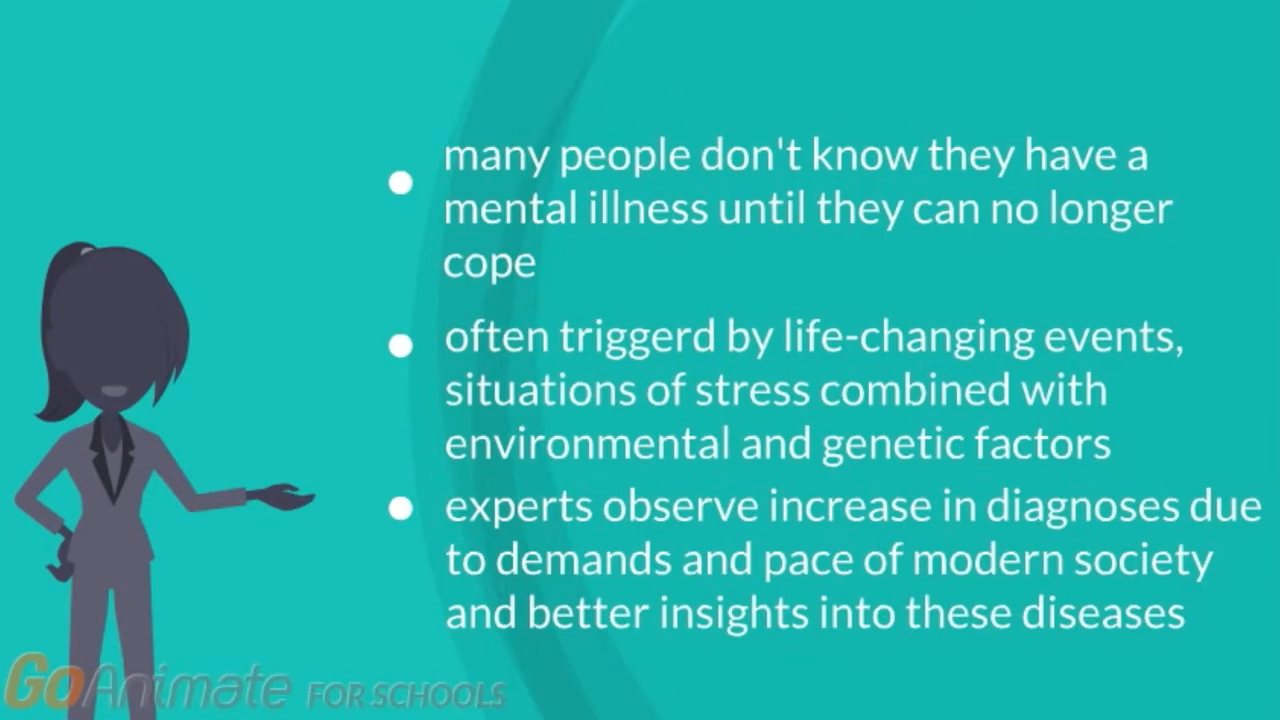 many people don't know they have a
mental illness until they can no longer
cope
often triggerd by life-changing events,
situations of stress combined with
environmental and genetic factors
experts observe increase in diagnoses due
to demands and pace of modern society
and better insights into these diseases
GoAnimate FOR SCHOOLS